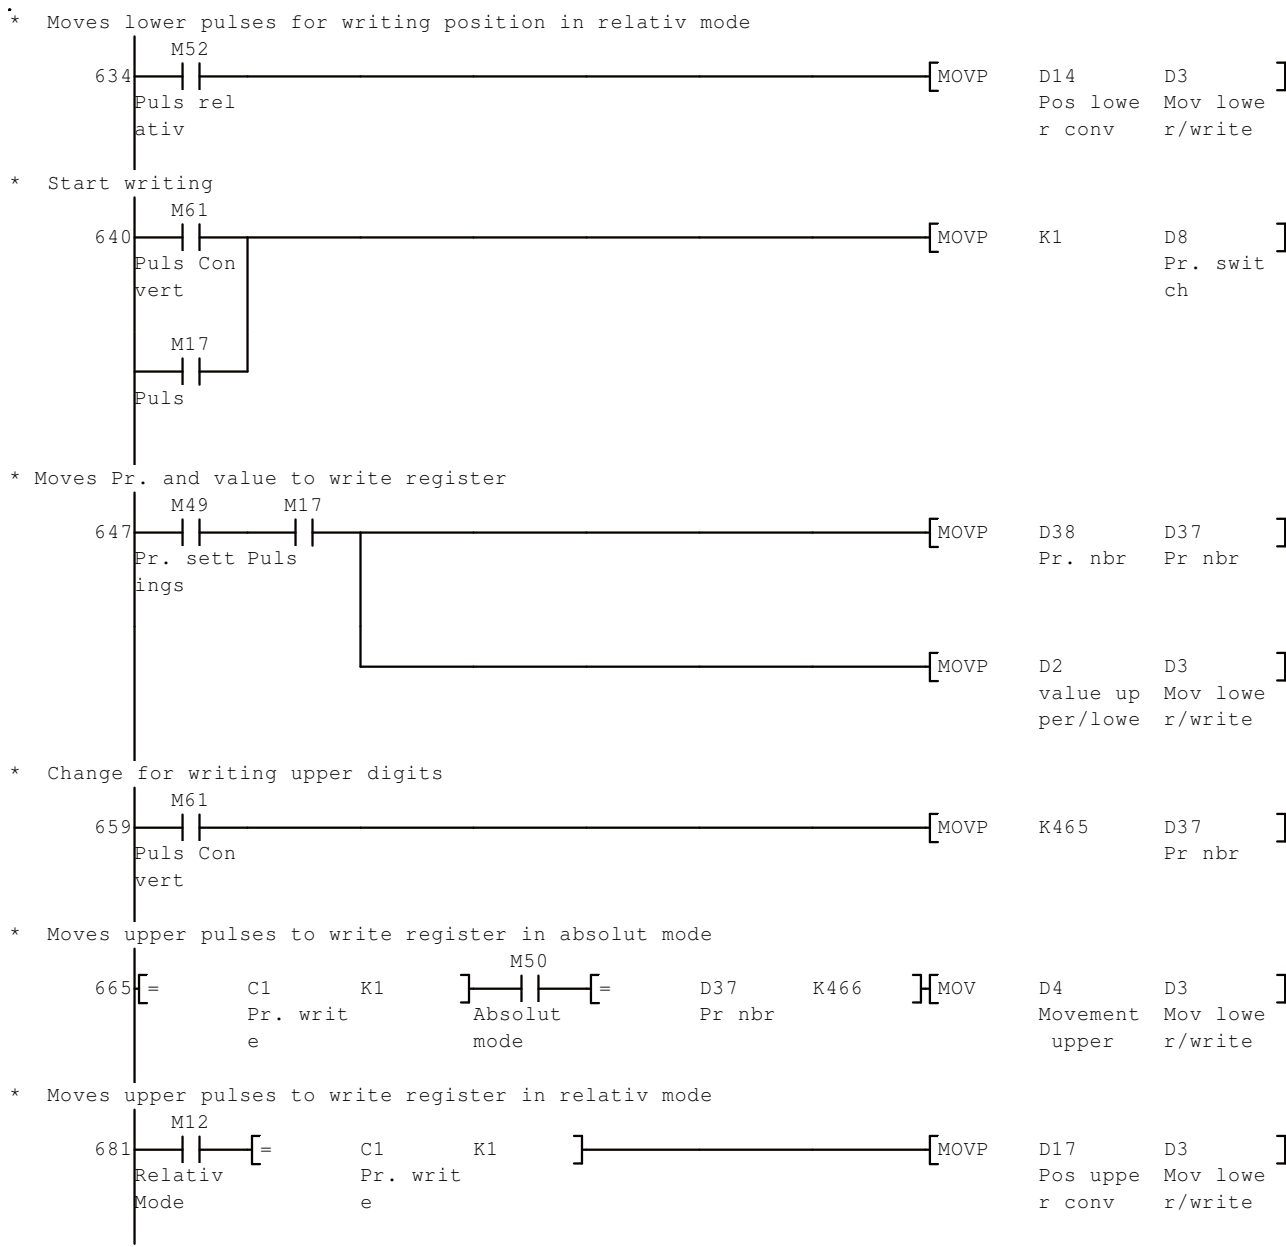 * Moves lower pulses for writing position in relativ mode
M52
634 MOVP D14 D3
Puls rel Pos lowe Mov lowe
ativ r conv r/write
* Start writing
M61
640 MOVP K1 D8
Puls Con Pr. swit
vert ch
M17
Puls
* Moves Pr. and value to write register
M49 M17
647 MOVP D38 D37
Pr. sett Puls Pr. nbr Pr nbr
ings
MOVP D2 D3
value up Mov lowe
per/lowe r/write
* Change for writing upper digits
M61
659 MOVP K465 D37
Puls Con Pr nbr
vert
* Moves upper pulses to write register in absolut mode
M50
665 = C1 K1 = D37 K466 MOV D4 D3
Pr. writ Absolut Pr nbr Movement Mov lowe
e mode upper r/write
* Moves upper pulses to write register in relativ mode
M12
681 = C1 K1 MOVP D17 D3
Relativ Pr. writ Pos uppe Mov lowe
Mode e r conv r/write